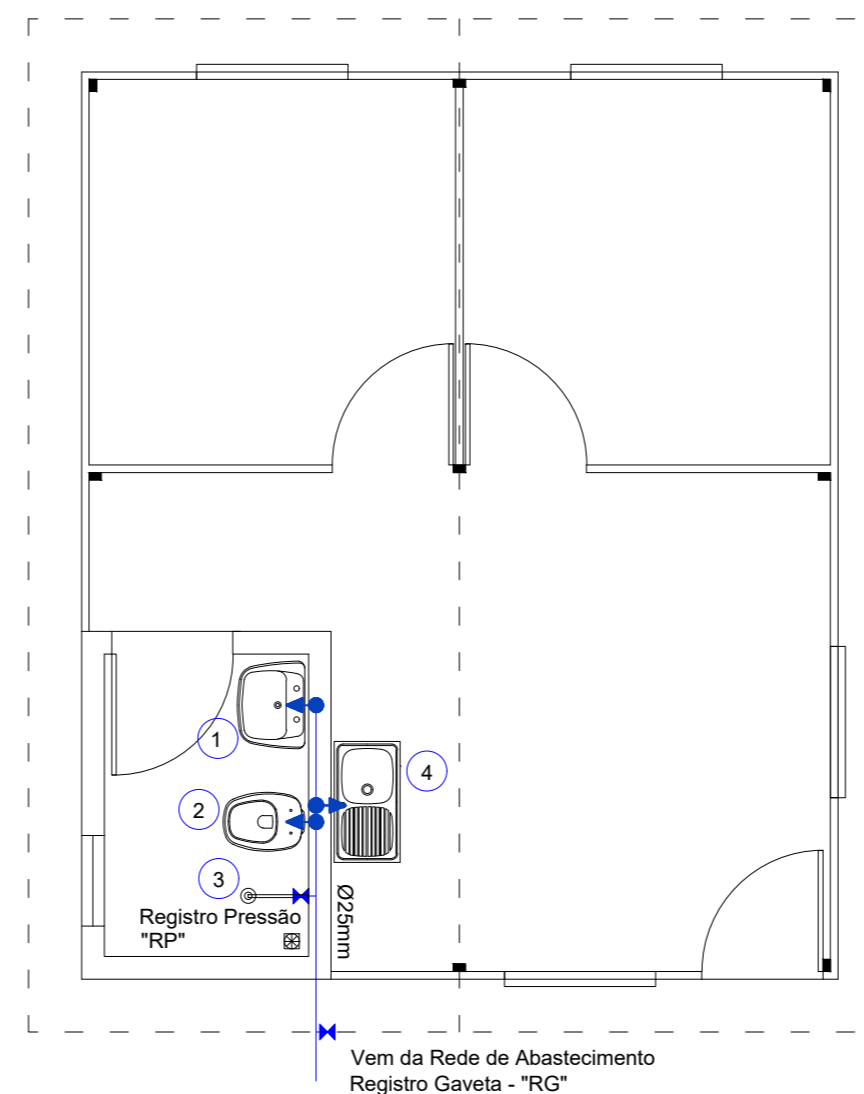 1
4
2
3
Registro Pressão
"RP"
Ø25mm
Vem da Rede de Abastecimento
Registro Gaveta - "RG"